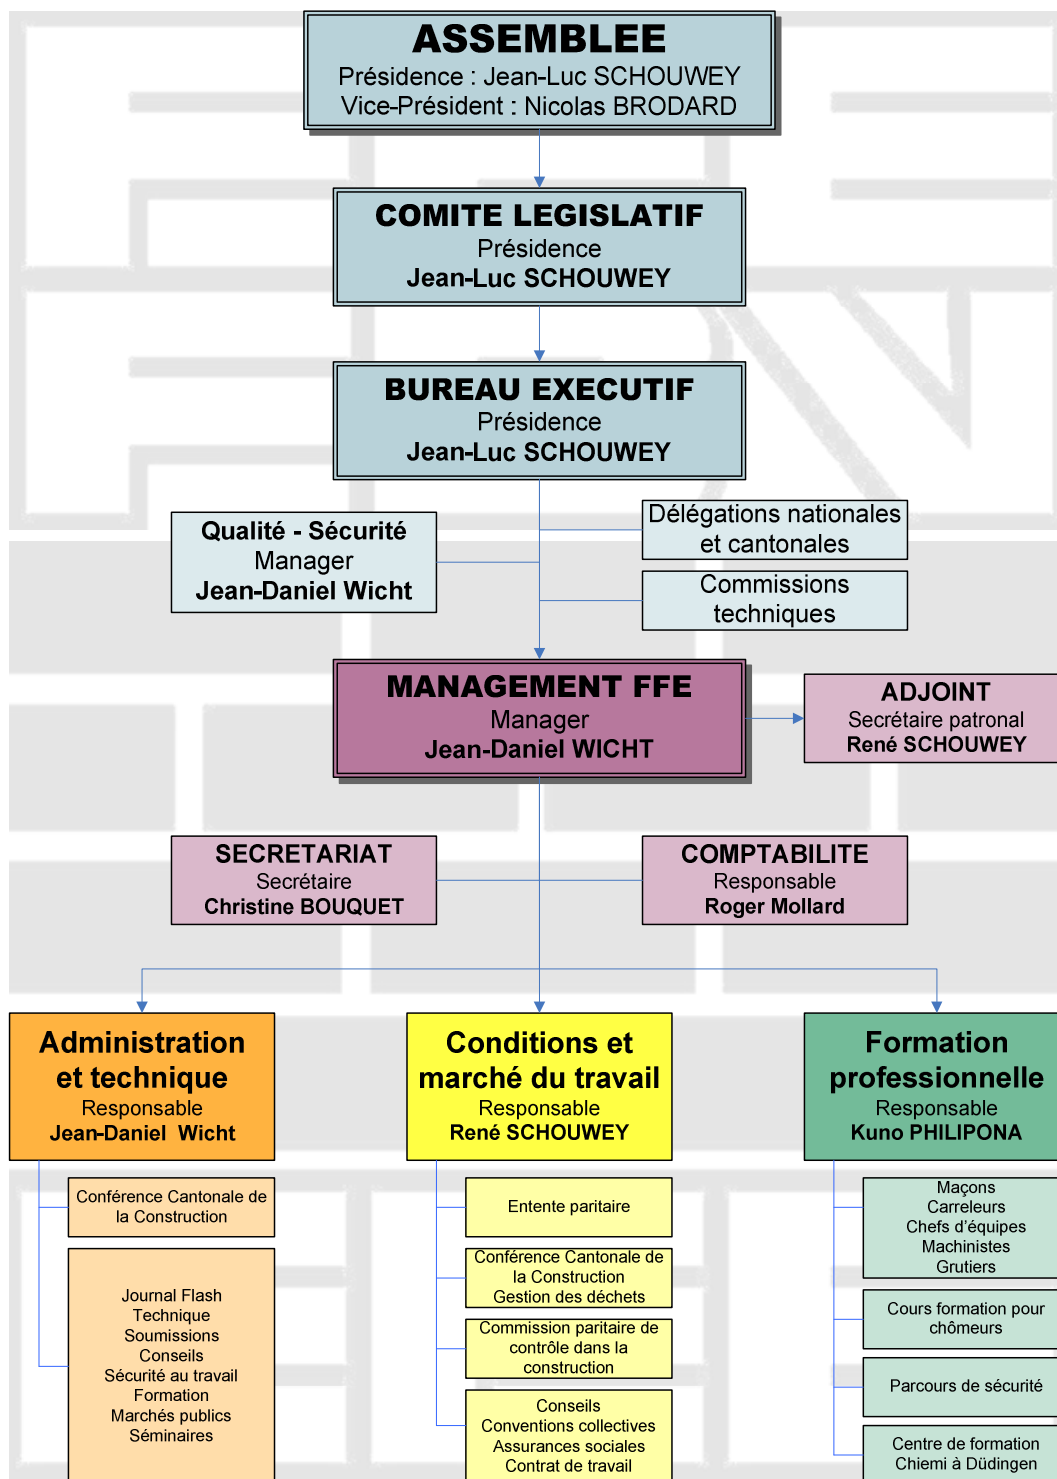 ASSEMBLEE
Présidence : Jean-Luc SCHOUWEY
Vice-Président : Nicolas BRODARD
COMITE LEGISLATIF
Présidence
Jean-Luc SCHOUWEY
BUREAU EXECUTIF
Présidence
Jean-Luc SCHOUWEY
Qualité - Sécurité
Manager
Jean-Daniel Wicht
Délégations nationales
et cantonales
Commissions
techniques
MANAGEMENT FFE
Manager
Jean-Daniel WICHT
ADJOINT
Secrétaire patronal
René SCHOUWEY
SECRETARIAT
Secrétaire
Christine BOUQUET
COMPTABILITE
Responsable
Roger Mollard
Administration
et technique
Responsable
Jean-Daniel Wicht
Conférence Cantonale de
la Construction
Journal Flash
Technique
Soumissions
Conseils
Sécurité au travail
Formation
Marchés publics
Séminaires
Conditions et
marché du travail
Responsable
René SCHOUWEY
Entente paritaire
Conférence Cantonale de
la Construction
Gestion des déchets
Commission paritaire de
contrôle dans la
construction
Conseils
Conventions collectives
Assurances sociales
Contrat de travail
Formation
professionnelle
Responsable
Kuno PHILIPONA
Maçons
Carreleurs
Chefs d'équipes
Machinistes
Grutiers
Cours formation pour
chômeurs
Parcours de sécurité
Centre de formation
Chiemi à Düdingen